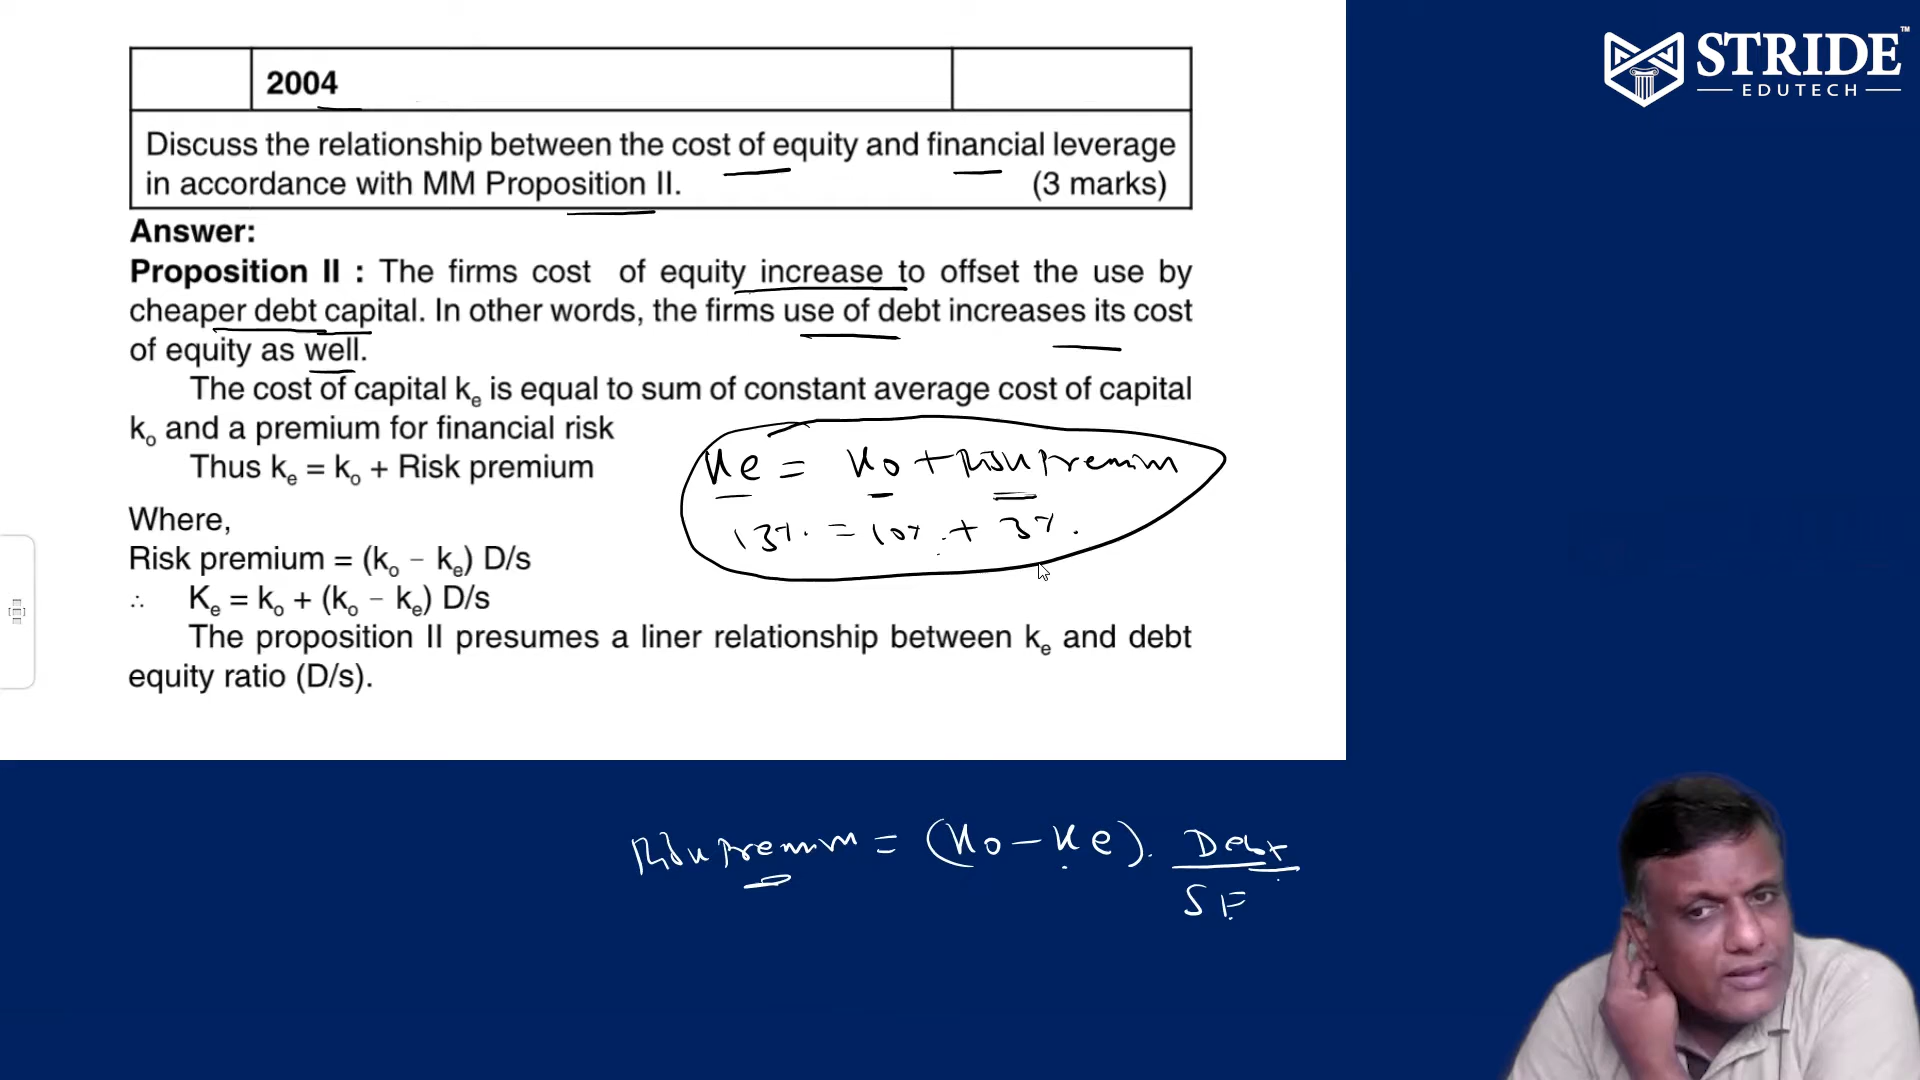 STRIDE™
EDUTECH
2004
Discuss the relationship between the cost of equity and financial leverage
in accordance with MM Proposition II. (3 marks)
Answer:
Proposition II : The firms cost of equity increase to offset the use by
cheaper debt capital. In other words, the firms use of debt increases its cost
of equity as well.
The cost of capital kₑ is equal to sum of constant average cost of capital
kₒ and a premium for financial risk
Thus kₑ = kₒ + Risk premium
Ke = Ko + Risk premium
13% = 10% + 3%.
Where,
Risk premium = (kₒ − kₑ) D/s
∴ Kₑ = kₒ + (kₒ − kₑ) D/s
The proposition II presumes a liner relationship between kₑ and debt
equity ratio (D/s).
Risk premium = (Ko − Ke). Debt
SF